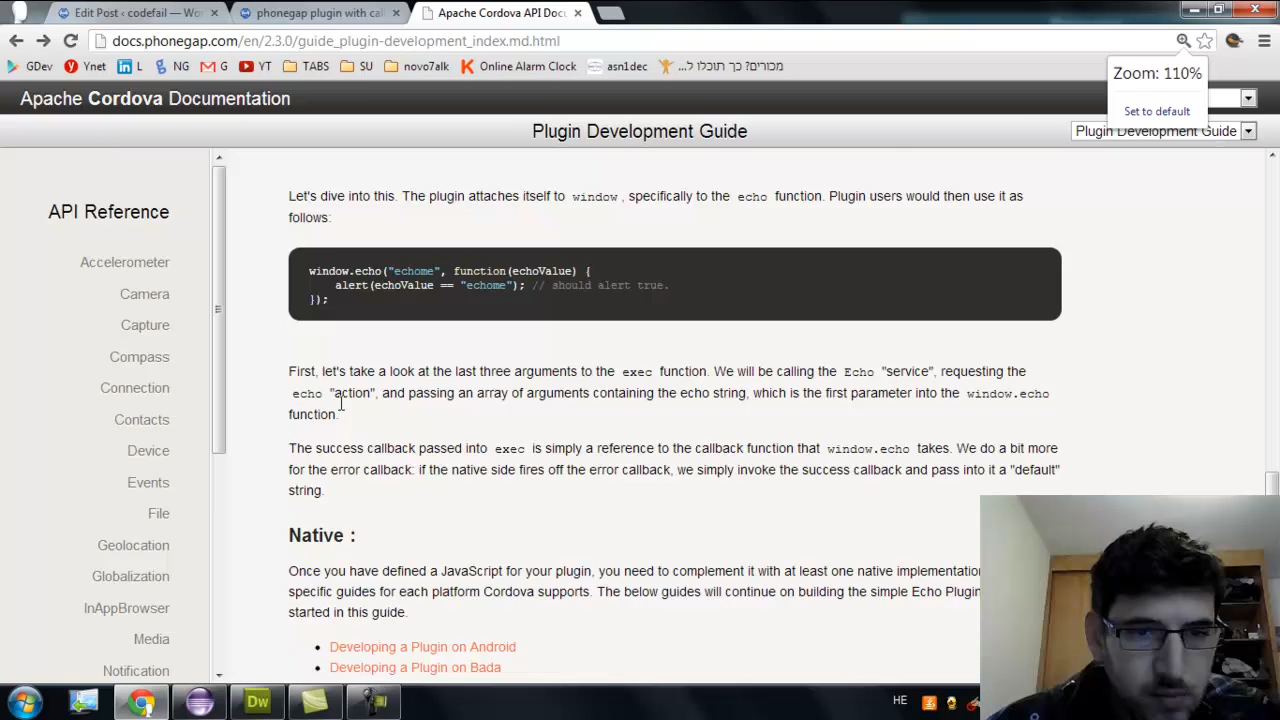 Edit Post ‹ codefail — Wo
phonegap plugin with cal
Apache Cordova API Docu
docs.phonegap.com/en/2.3.0/guide_plugin-development_index.md.html
GDev Ynet L NG G YT TABS SU novo7alk Online Alarm Clock asn1dec מכורים? כך תוכלו ל...
Zoom: 110%
Set to default
Apache Cordova Documentation
Plugin Development Guide
Plugin Development Guide
API Reference
Accelerometer
Camera
Capture
Compass
Connection
Contacts
Device
Events
File
Geolocation
Globalization
InAppBrowser
Media
Notification
Let's dive into this. The plugin attaches itself to window, specifically to the echo function. Plugin users would then use it as
follows:
window.echo("echome", function(echoValue) {
alert(echoValue == "echome"); // should alert true.
});
First, let's take a look at the last three arguments to the exec function. We will be calling the Echo "service", requesting the
echo "action", and passing an array of arguments containing the echo string, which is the first parameter into the window.echo
function.
The success callback passed into exec is simply a reference to the callback function that window.echo takes. We do a bit more
for the error callback: if the native side fires off the error callback, we simply invoke the success callback and pass into it a "default"
string.
Native :
Once you have defined a JavaScript for your plugin, you need to complement it with at least one native implementation
specific guides for each platform Cordova supports. The below guides will continue on building the simple Echo Plugin
started in this guide.
• Developing a Plugin on Android
• Developing a Plugin on Bada
Dw
HE